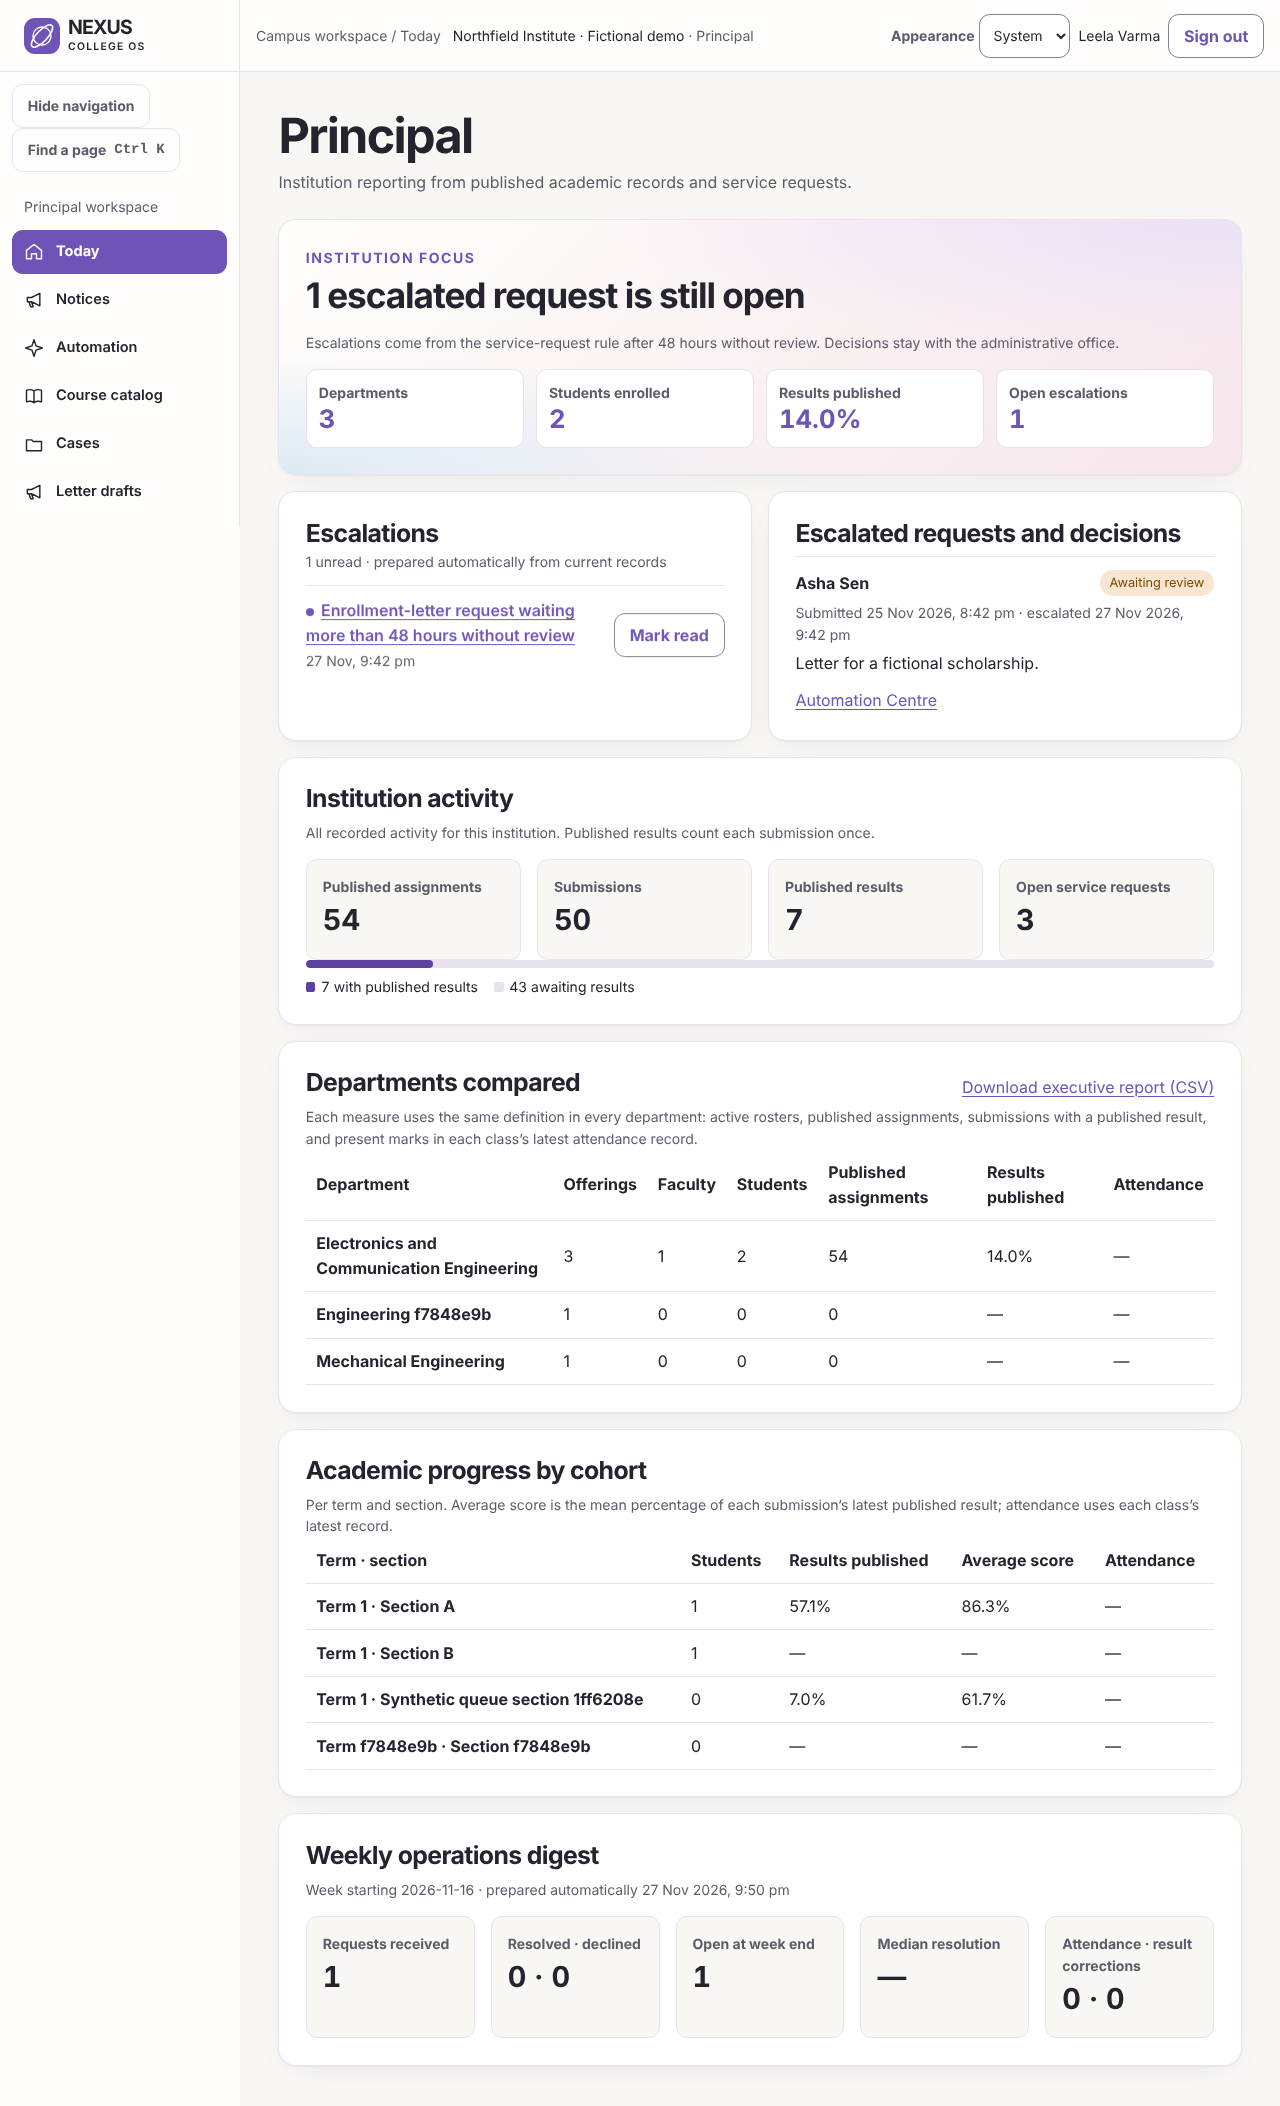 NEXUS
COLLEGE OS
Campus workspace / Today Northfield Institute · Fictional demo · Principal
Appearance System Leela Varma Sign out
Hide navigation
Find a page Ctrl K
Principal workspace
Today
Notices
Automation
Course catalog
Cases
Letter drafts
Principal
Institution reporting from published academic records and service requests.
INSTITUTION FOCUS
1 escalated request is still open
Escalations come from the service-request rule after 48 hours without review. Decisions stay with the administrative office.
Departments
3
Students enrolled
2
Results published
14.0%
Open escalations
1
Escalations
1 unread · prepared automatically from current records
Enrollment-letter request waiting
more than 48 hours without review
27 Nov, 9:42 pm
Mark read
Escalated requests and decisions
Asha Sen Awaiting review
Submitted 25 Nov 2026, 8:42 pm · escalated 27 Nov 2026,
9:42 pm
Letter for a fictional scholarship.
Automation Centre
Institution activity
All recorded activity for this institution. Published results count each submission once.
Published assignments
54
Submissions
50
Published results
7
Open service requests
3
7 with published results 43 awaiting results
Departments compared
Download executive report (CSV)
Each measure uses the same definition in every department: active rosters, published assignments, submissions with a published result,
and present marks in each class’s latest attendance record.
Department Offerings Faculty Students Published assignments Results published Attendance
Electronics and
Communication Engineering 3 1 2 54 14.0% —
Engineering f7848e9b 1 0 0 0 — —
Mechanical Engineering 1 0 0 0 — —
Academic progress by cohort
Per term and section. Average score is the mean percentage of each submission’s latest published result; attendance uses each class’s
latest record.
Term · section Students Results published Average score Attendance
Term 1 · Section A 1 57.1% 86.3% —
Term 1 · Section B 1 — — —
Term 1 · Synthetic queue section 1ff6208e 0 7.0% 61.7% —
Term f7848e9b · Section f7848e9b 0 — — —
Weekly operations digest
Week starting 2026-11-16 · prepared automatically 27 Nov 2026, 9:50 pm
Requests received
1
Resolved · declined
0 · 0
Open at week end
1
Median resolution
—
Attendance · result
corrections
0 · 0